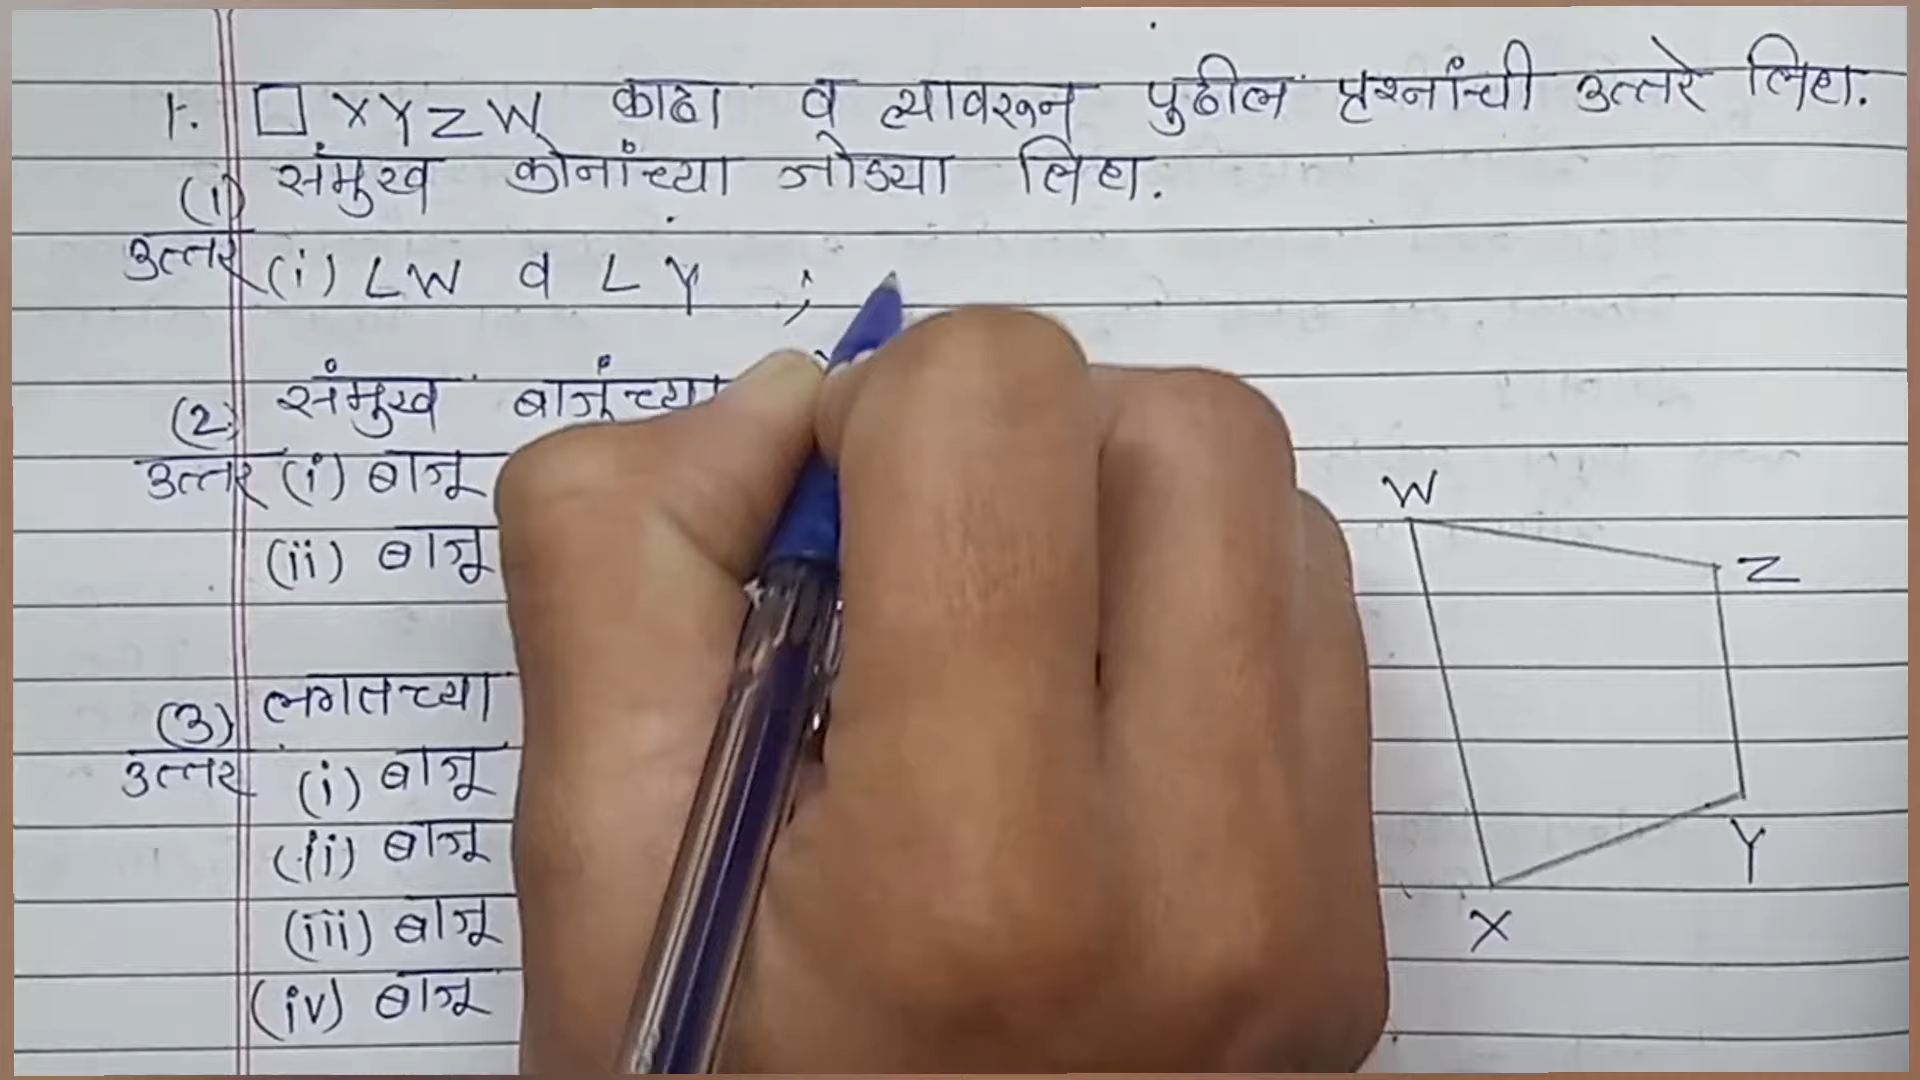 1. □ XYZW काढा व त्यावरून पुढील प्रश्नांची उत्तरे लिहा.
(1) संमुख कोनांच्या जोड्या लिहा.
उत्तर (i) ∠W व ∠Y ;
(2) संमुख बाजूंच्या
उत्तर (i) बाजू
(ii) बाजू
(3) लगतच्या
उत्तर (i) बाजू
(ii) बाजू
(iii) बाजू
(iv) बाजू
W
Z
Y
X